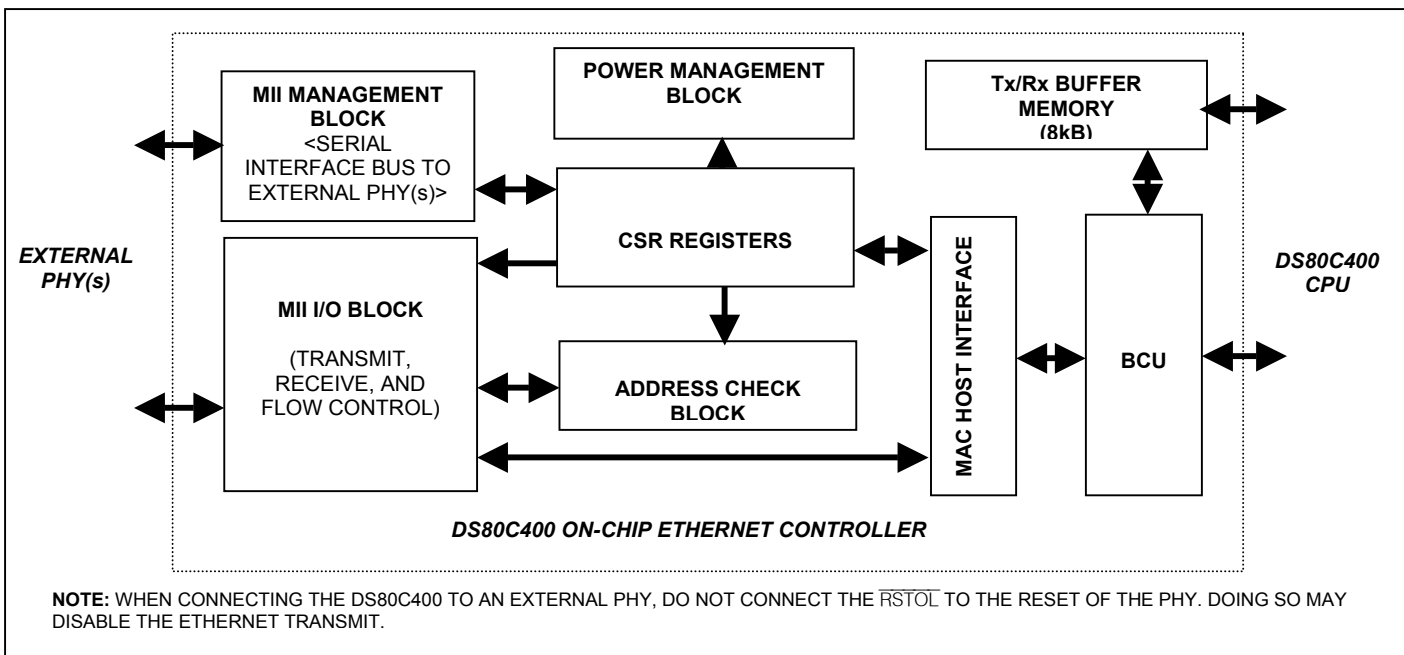 POWER MANAGEMENT
BLOCK
MII MANAGEMENT
BLOCK
<SERIAL
INTERFACE BUS TO
EXTERNAL PHY(s)>
Tx/Rx BUFFER
MEMORY
(8kB)
CSR REGISTERS
EXTERNAL
PHY(s)
MII I/O BLOCK
(TRANSMIT,
RECEIVE, AND
FLOW CONTROL)
ADDRESS CHECK
BLOCK
MAC HOST INTERFACE
BCU
DS80C400
CPU
DS80C400 ON-CHIP ETHERNET CONTROLLER
NOTE: WHEN CONNECTING THE DS80C400 TO AN EXTERNAL PHY, DO NOT CONNECT THE R̅S̅T̅O̅L̅ TO THE RESET OF THE PHY. DOING SO MAY
DISABLE THE ETHERNET TRANSMIT.